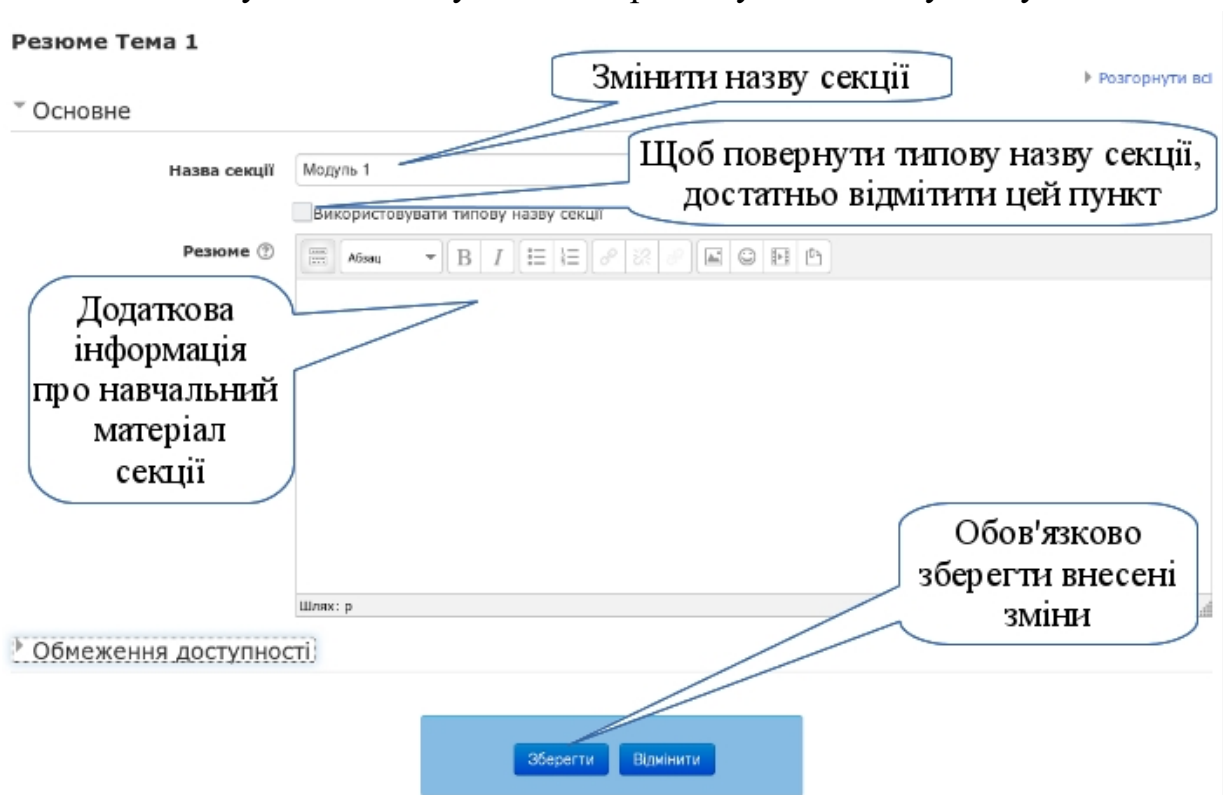 Резюме Тема 1
Змінити назву секції
Розгорнути всі
Основне
Щоб повернути типову назву секції,
достатньо відмітити цей пункт
Назва секції
Модуль 1
Використовувати типову назву секції
Резюме
Абзац
B I
Додаткова
інформація
про навчальний
матеріал
секції
Обов'язково
зберегти внесені
зміни
Шлях: p
Обмеження доступності
Зберегти Відмінити